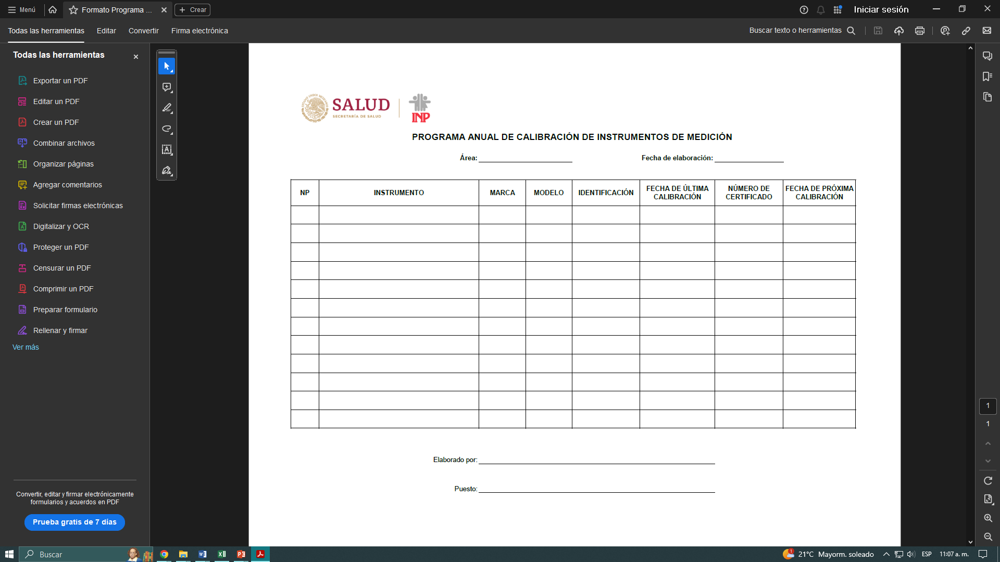 Menú
Formato Programa ...
Crear
Iniciar sesión
Todas las herramientas
Editar
Convertir
Firma electrónica
Buscar texto o herramientas
Todas las herramientas
Exportar un PDF
Editar un PDF
Crear un PDF
Combinar archivos
Organizar páginas
Agregar comentarios
Solicitar firmas electrónicas
Digitalizar y OCR
Proteger un PDF
Censurar un PDF
Comprimir un PDF
Preparar formulario
Rellenar y firmar
Ver más
Convertir, editar y firmar electrónicamente
formularios y acuerdos en PDF
Prueba gratis de 7 días
SALUD
SECRETARÍA DE SALUD
INP
PROGRAMA ANUAL DE CALIBRACIÓN DE INSTRUMENTOS DE MEDICIÓN
Área:
Fecha de elaboración:
NP
INSTRUMENTO
MARCA
MODELO
IDENTIFICACIÓN
FECHA DE ÚLTIMA
CALIBRACIÓN
NÚMERO DE
CERTIFICADO
FECHA DE PRÓXIMA
CALIBRACIÓN
Elaborado por:
Puesto:
1
1
Buscar
1
21°C
Mayorm. soleado
ESP
11:07 a. m.